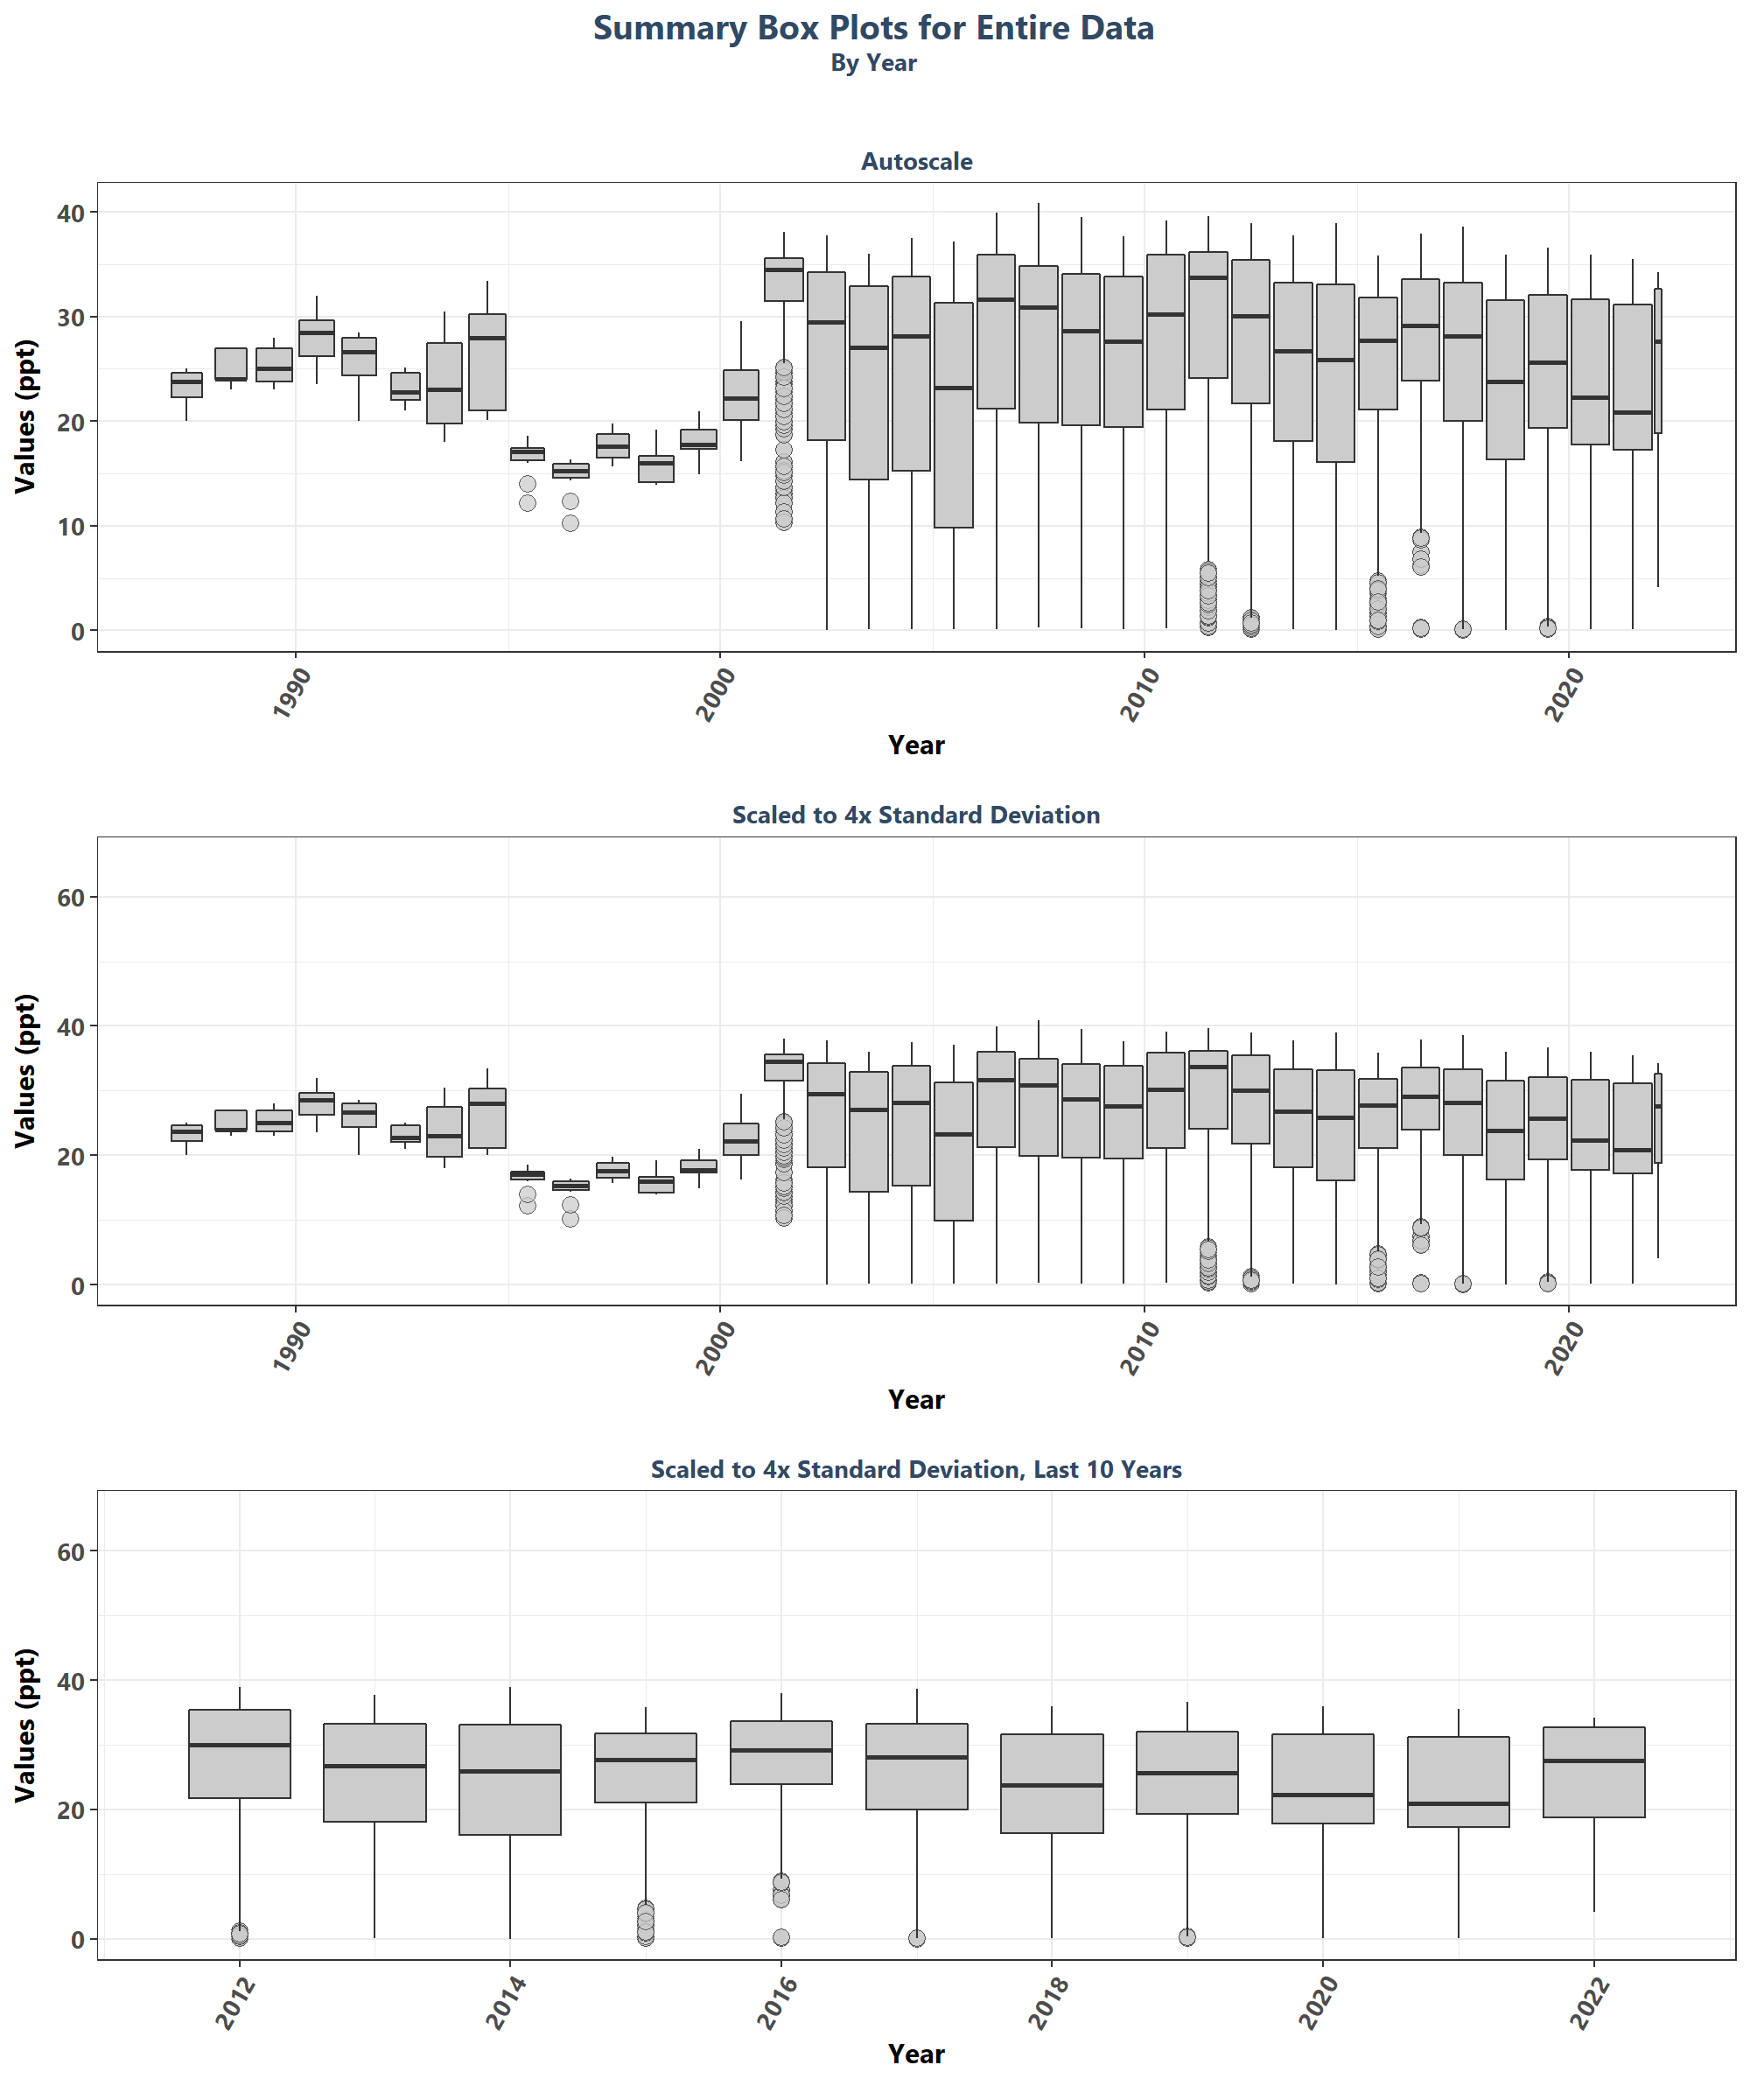 Summary Box Plots for Entire Data
By Year
Autoscale
Values (ppt)
40
30
20
10
0
1990
2000
2010
2020
Year
Scaled to 4x Standard Deviation
Values (ppt)
60
40
20
0
1990
2000
2010
2020
Year
Scaled to 4x Standard Deviation, Last 10 Years
Values (ppt)
60
40
20
0
2012
2014
2016
2018
2020
2022
Year